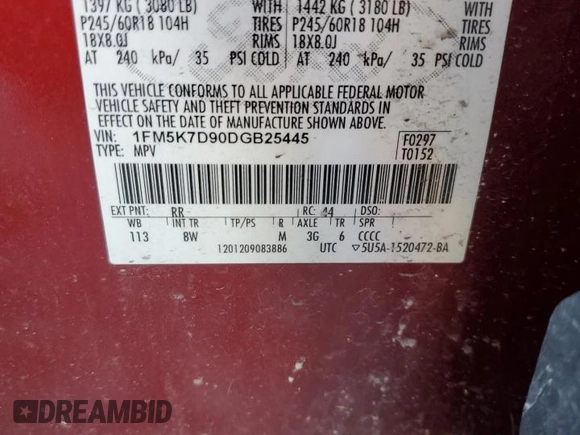 1397 KG ( 3080 LB) WITH 1442 KG ( 3180 LB) WITH
P245/60R18 104H TIRES P245/60R18 104H TIRES
18X8.0J RIMS 18X8.0J RIMS
AT 240 kPa/ 35 PSI COLD AT 240 kPa/ 35 PSI COLD
THIS VEHICLE CONFORMS TO ALL APPLICABLE FEDERAL MOTOR
VEHICLE SAFETY AND THEFT PREVENTION STANDARDS IN
EFFECT ON THE DATE OF MANUFACTURE SHOWN ABOVE.
VIN: 1FM5K7D90DGB25445 F0297
TYPE: MPV T0152
EXT PNT: RR RC: 44 DSO:
WB INT TR TP/PS R AXLE TR SPR
113 8W M 3G 6 CCCC
1201209083886 UTC ▽5U5A-1520472-BA
DREAMBID